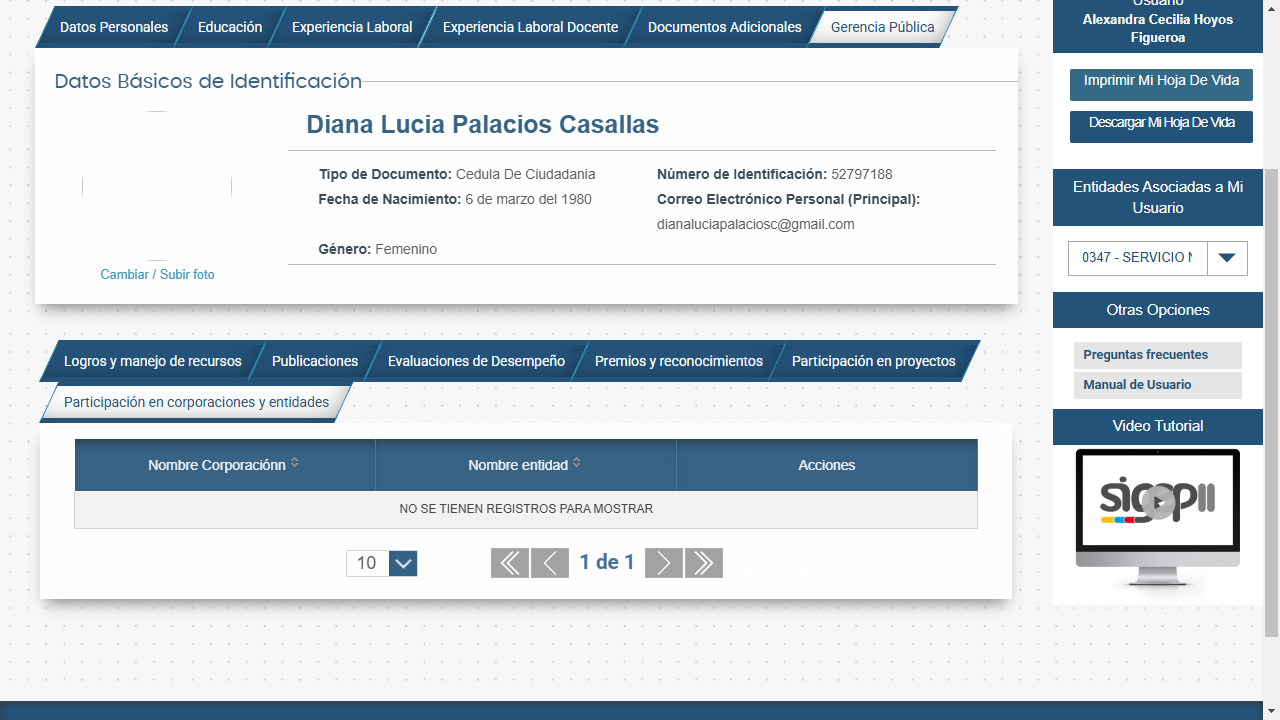 Datos Personales
Educación
Experiencia Laboral
Experiencia Laboral Docente
Documentos Adicionales
Gerencia Pública
Datos Básicos de Identificación
Diana Lucia Palacios Casallas
Tipo de Documento: Cedula De Ciudadania
Número de Identificación: 52797188
Fecha de Nacimiento: 6 de marzo del 1980
Correo Electrónico Personal (Principal):
dianaluciapalaciosc@gmail.com
Género: Femenino
Cambiar / Subir foto
Logros y manejo de recursos
Publicaciones
Evaluaciones de Desempeño
Premios y reconocimientos
Participación en proyectos
Participación en corporaciones y entidades
Nombre Corporaciónn
Nombre entidad
Acciones
NO SE TIENEN REGISTROS PARA MOSTRAR
10
1 de 1
Usuario
Alexandra Cecilia Hoyos
Figueroa
Imprimir Mi Hoja De Vida
Descargar Mi Hoja De Vida
Entidades Asociadas a Mi
Usuario
0347 - SERVICIO N
Otras Opciones
Preguntas frecuentes
Manual de Usuario
Video Tutorial
sigepII